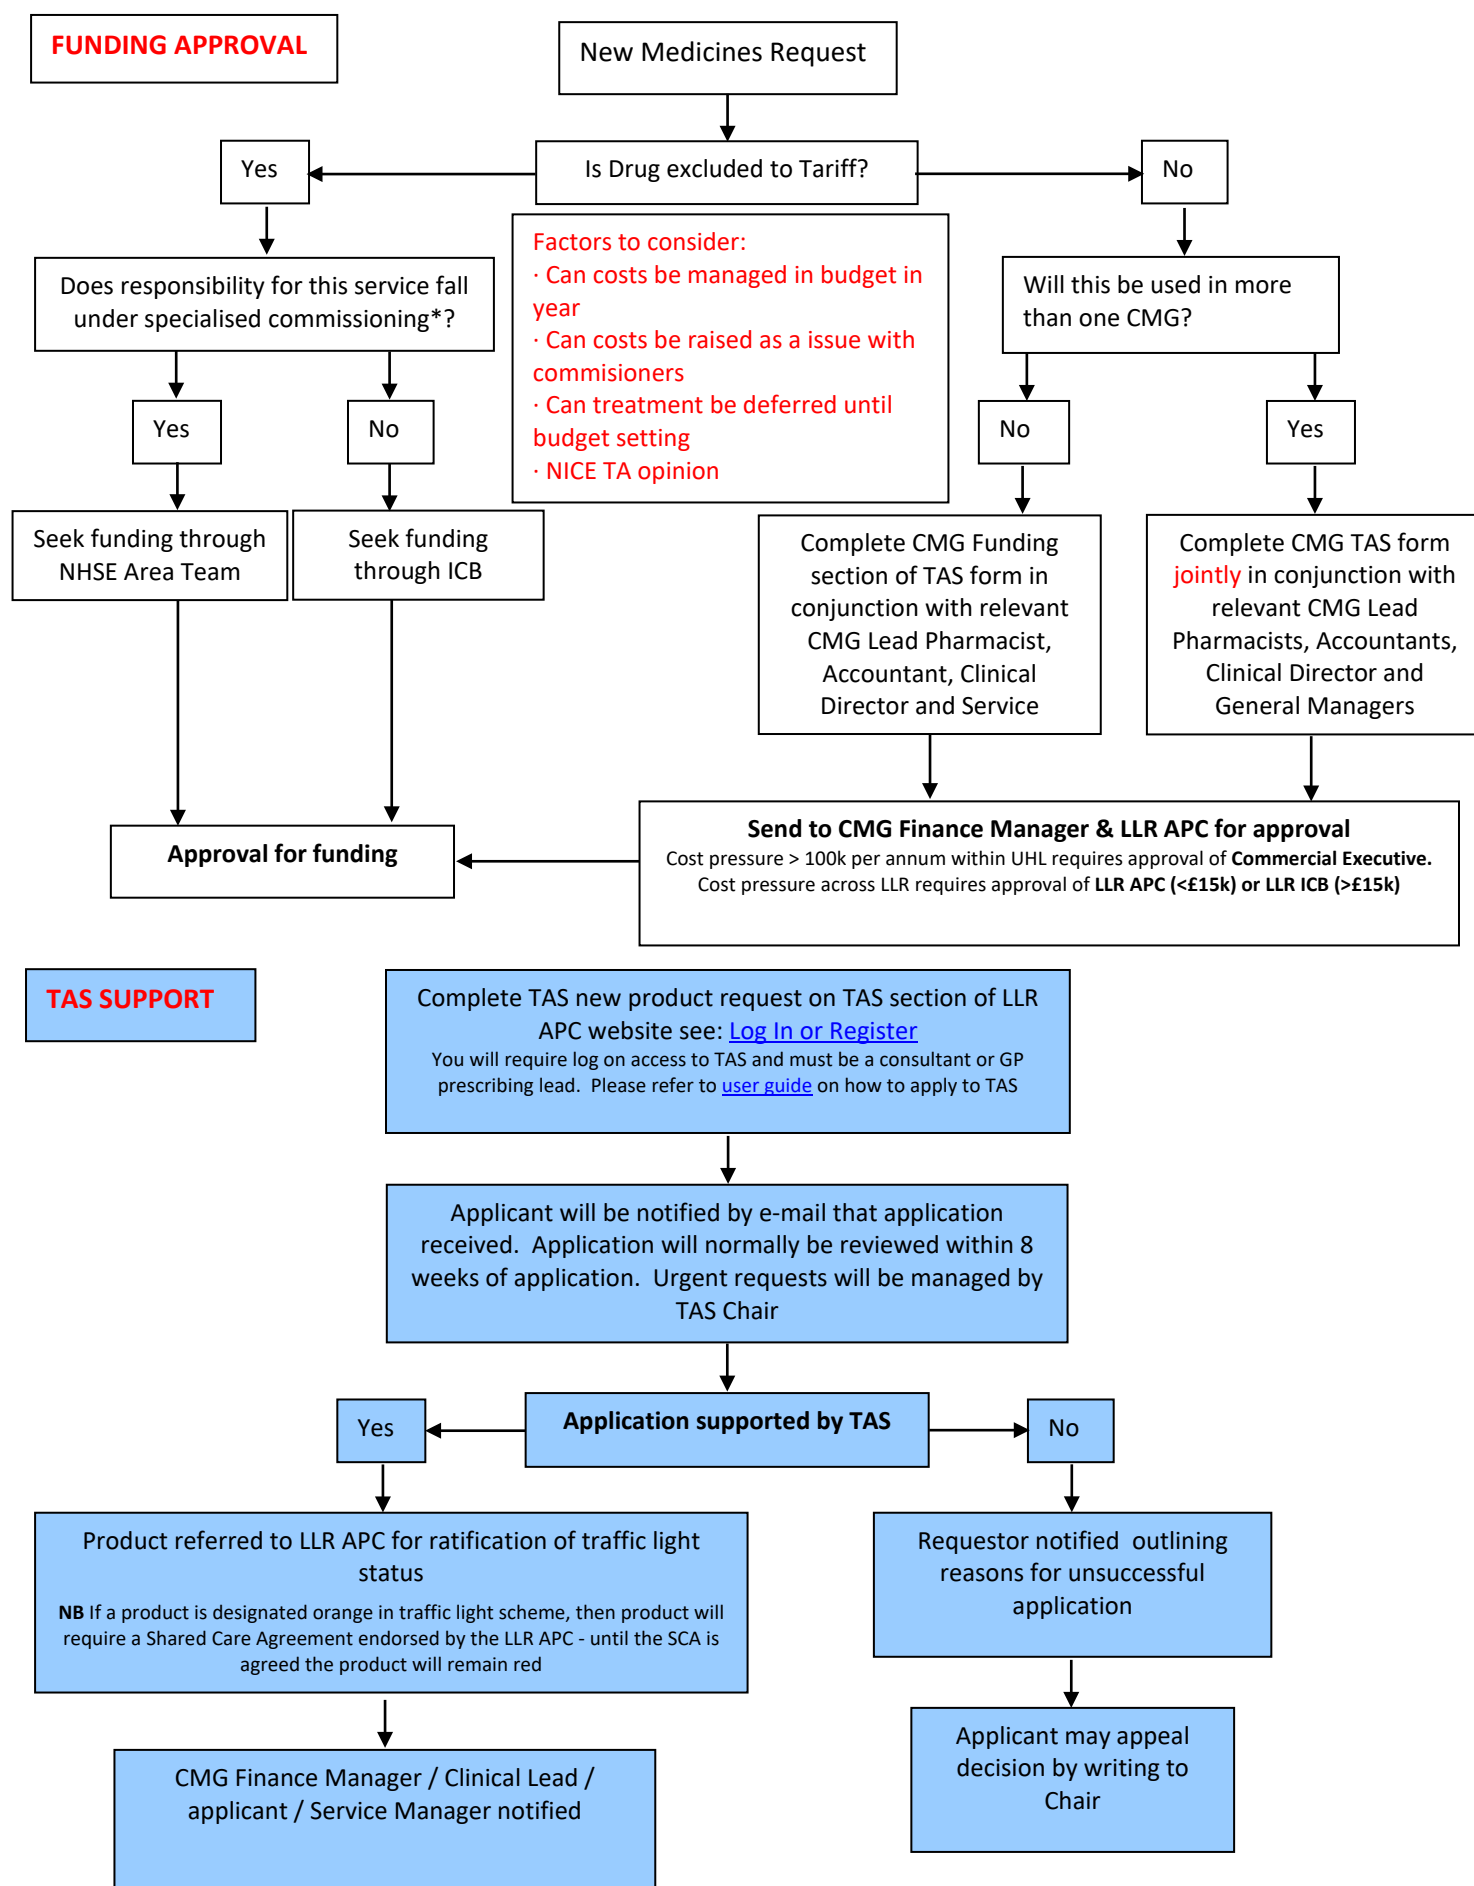 FUNDING APPROVAL
New Medicines Request
Yes
Is Drug excluded to Tariff?
No
Does responsibility for this service fall
under specialised commissioning*?
Factors to consider:
· Can costs be managed in budget in
year
· Can costs be raised as a issue with
commisioners
· Can treatment be deferred until
budget setting
· NICE TA opinion
Will this be used in more
than one CMG?
Yes
No
No
Yes
Seek funding through
NHSE Area Team
Seek funding
through ICB
Complete CMG Funding
section of TAS form in
conjunction with relevant
CMG Lead Pharmacist,
Accountant, Clinical
Director and Service
Complete CMG TAS form
jointly in conjunction with
relevant CMG Lead
Pharmacists, Accountants,
Clinical Director and
General Managers
Approval for funding
Send to CMG Finance Manager & LLR APC for approval
Cost pressure > 100k per annum within UHL requires approval of Commercial Executive.
Cost pressure across LLR requires approval of LLR APC (<£15k) or LLR ICB (>£15k)
TAS SUPPORT
Complete TAS new product request on TAS section of LLR
APC website see: Log In or Register
You will require log on access to TAS and must be a consultant or GP
prescribing lead.  Please refer to user guide on how to apply to TAS
Applicant will be notified by e-mail that application
received.  Application will normally be reviewed within 8
weeks of application.  Urgent requests will be managed by
TAS Chair
Yes
Application supported by TAS
No
Product referred to LLR APC for ratification of traffic light
status
NB If a product is designated orange in traffic light scheme, then product will
require a Shared Care Agreement endorsed by the LLR APC - until the SCA is
agreed the product will remain red
Requestor notified  outlining
reasons for unsuccessful
application
CMG Finance Manager / Clinical Lead /
applicant / Service Manager notified
Applicant may appeal
decision by writing to
Chair